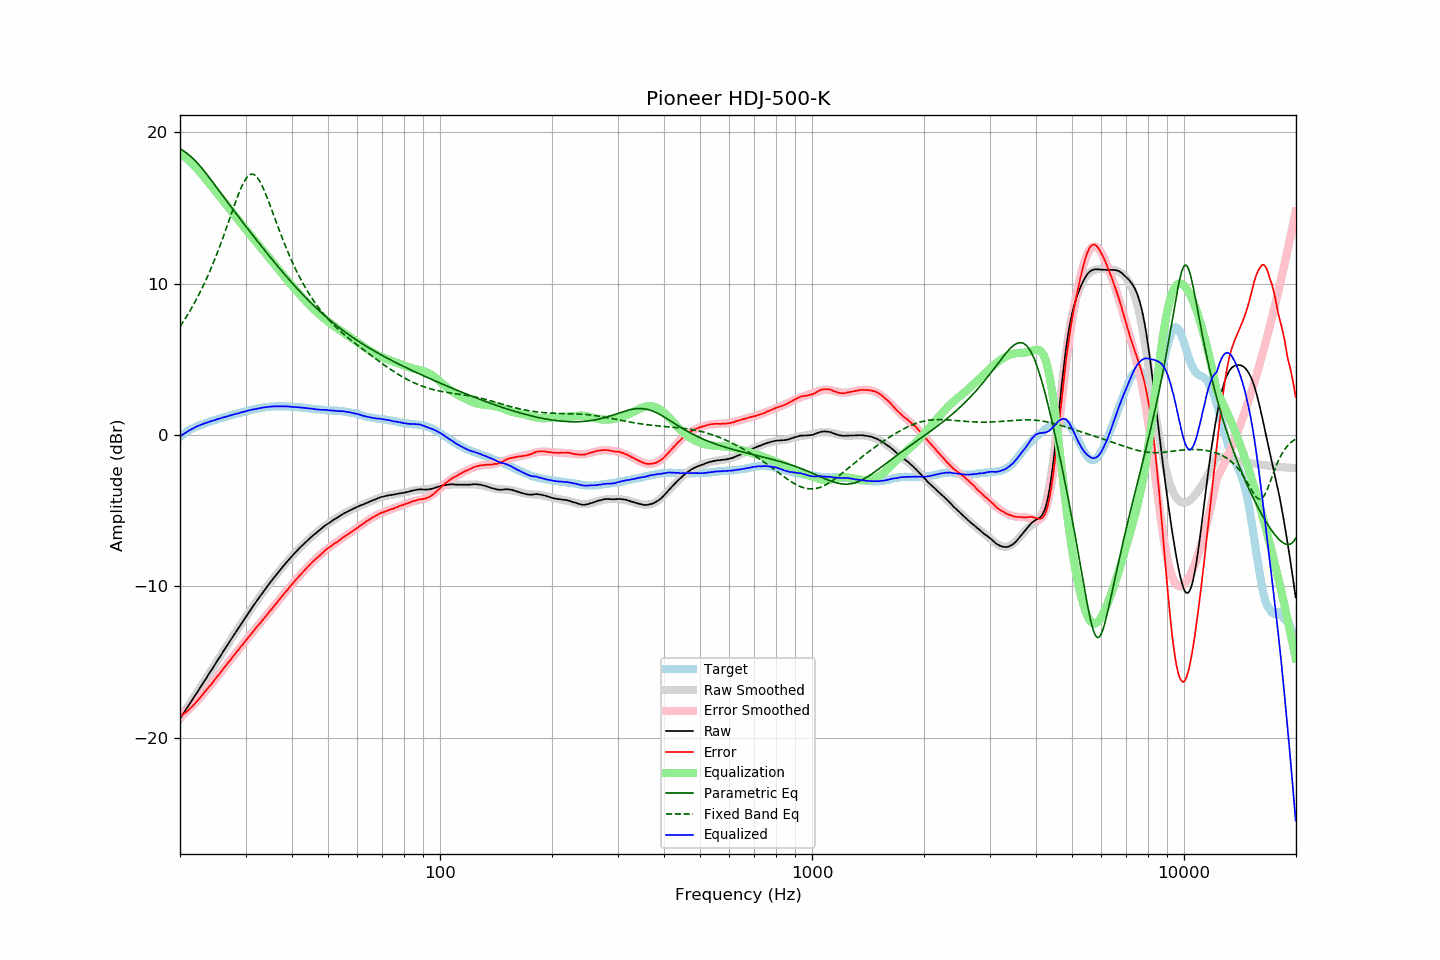 Pioneer HDJ-500-K
20
10
0
−10
−20
Amplitude (dBr)
Target
Raw Smoothed
Error Smoothed
Raw
Error
Equalization
Parametric Eq
Fixed Band Eq
Equalized
100
1000
10000
Frequency (Hz)